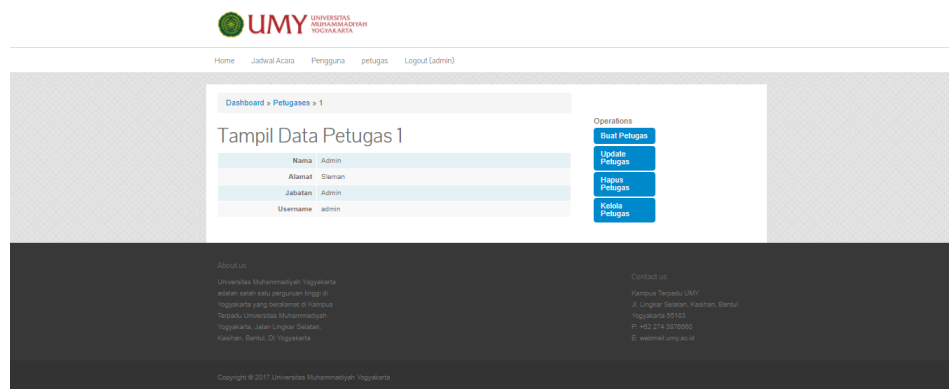 UMY UNIVERSITAS
MUHAMMADIYAH
YOGYAKARTA
Home Jadwal Acara Pengguna petugas Logout (admin)
Dashboard » Petugases » 1
Tampil Data Petugas 1
Nama Admin
Alamat Sleman
Jabatan Admin
Username admin
Operations
Buat Petugas
Update
Petugas
Hapus
Petugas
Kelola
Petugas
About us
Universitas Muhammadiyah Yogyakarta
adalah salah satu perguruan tinggi di
Yogyakarta yang beralamat di Kampus
Terpadu Universitas Muhammadiyah
Yogyakarta, Jalan Lingkar Selatan,
Kasihan, Bantul, DI Yogyakarta
Contact us
Kampus Terpadu UMY
Jl. Lingkar Selatan, Kasihan, Bantul
Yogyakarta 55183
P: +62 274
E: webmail.umy.ac.id
Copyright © 2017 Universitas Muhammadiyah Yogyakarta